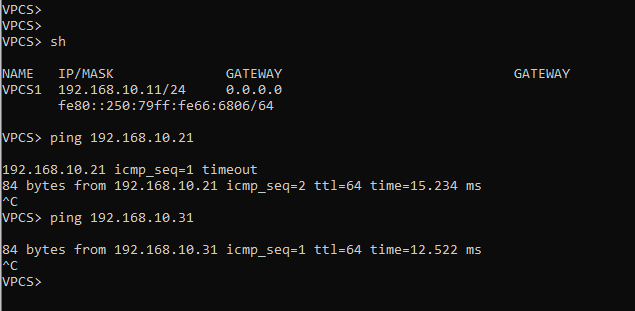 VPCS>
VPCS>
VPCS> sh
NAME   IP/MASK              GATEWAY                             GATEWAY
VPCS1  192.168.10.11/24     0.0.0.0
       fe80::250:79ff:fe66:6806/64
VPCS> ping 192.168.10.21
192.168.10.21 icmp_seq=1 timeout
84 bytes from 192.168.10.21 icmp_seq=2 ttl=64 time=15.234 ms
^C
VPCS> ping 192.168.10.31
84 bytes from 192.168.10.31 icmp_seq=1 ttl=64 time=12.522 ms
^C
VPCS>